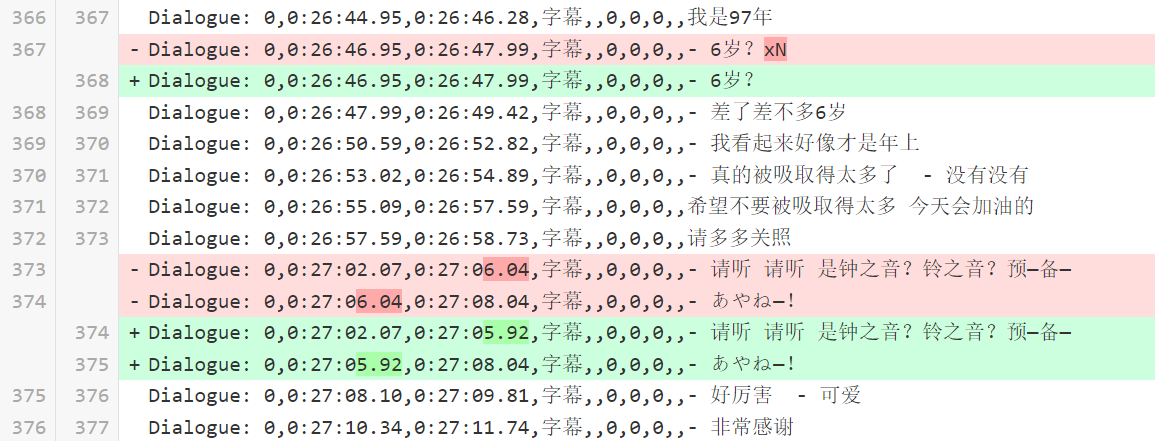 366 367 Dialogue: 0,0:26:44.95,0:26:46.28,字幕,,0,0,0,,我是97年
367 - Dialogue: 0,0:26:46.95,0:26:47.99,字幕,,0,0,0,,- 6岁? xN
368 + Dialogue: 0,0:26:46.95,0:26:47.99,字幕,,0,0,0,,- 6岁?
368 369 Dialogue: 0,0:26:47.99,0:26:49.42,字幕,,0,0,0,,- 差了差不多6岁
369 370 Dialogue: 0,0:26:50.59,0:26:52.82,字幕,,0,0,0,,- 我看起来好像才是年上
370 371 Dialogue: 0,0:26:53.02,0:26:54.89,字幕,,0,0,0,,- 真的被吸取得太多了  - 没有没有
371 372 Dialogue: 0,0:26:55.09,0:26:57.59,字幕,,0,0,0,,希望不要被吸取得太多 今天会加油的
372 373 Dialogue: 0,0:26:57.59,0:26:58.73,字幕,,0,0,0,,请多多关照
373 - Dialogue: 0,0:27:02.07,0:27:06.04,字幕,,0,0,0,,- 请听 请听 是钟之音? 铃之音? 预—备—
374 - Dialogue: 0,0:27:06.04,0:27:08.04,字幕,,0,0,0,,- あやね—!
374 + Dialogue: 0,0:27:02.07,0:27:05.92,字幕,,0,0,0,,- 请听 请听 是钟之音? 铃之音? 预—备—
375 + Dialogue: 0,0:27:05.92,0:27:08.04,字幕,,0,0,0,,- あやね—!
375 376 Dialogue: 0,0:27:08.10,0:27:09.81,字幕,,0,0,0,,- 好厉害  - 可爱
376 377 Dialogue: 0,0:27:10.34,0:27:11.74,字幕,,0,0,0,,- 非常感谢